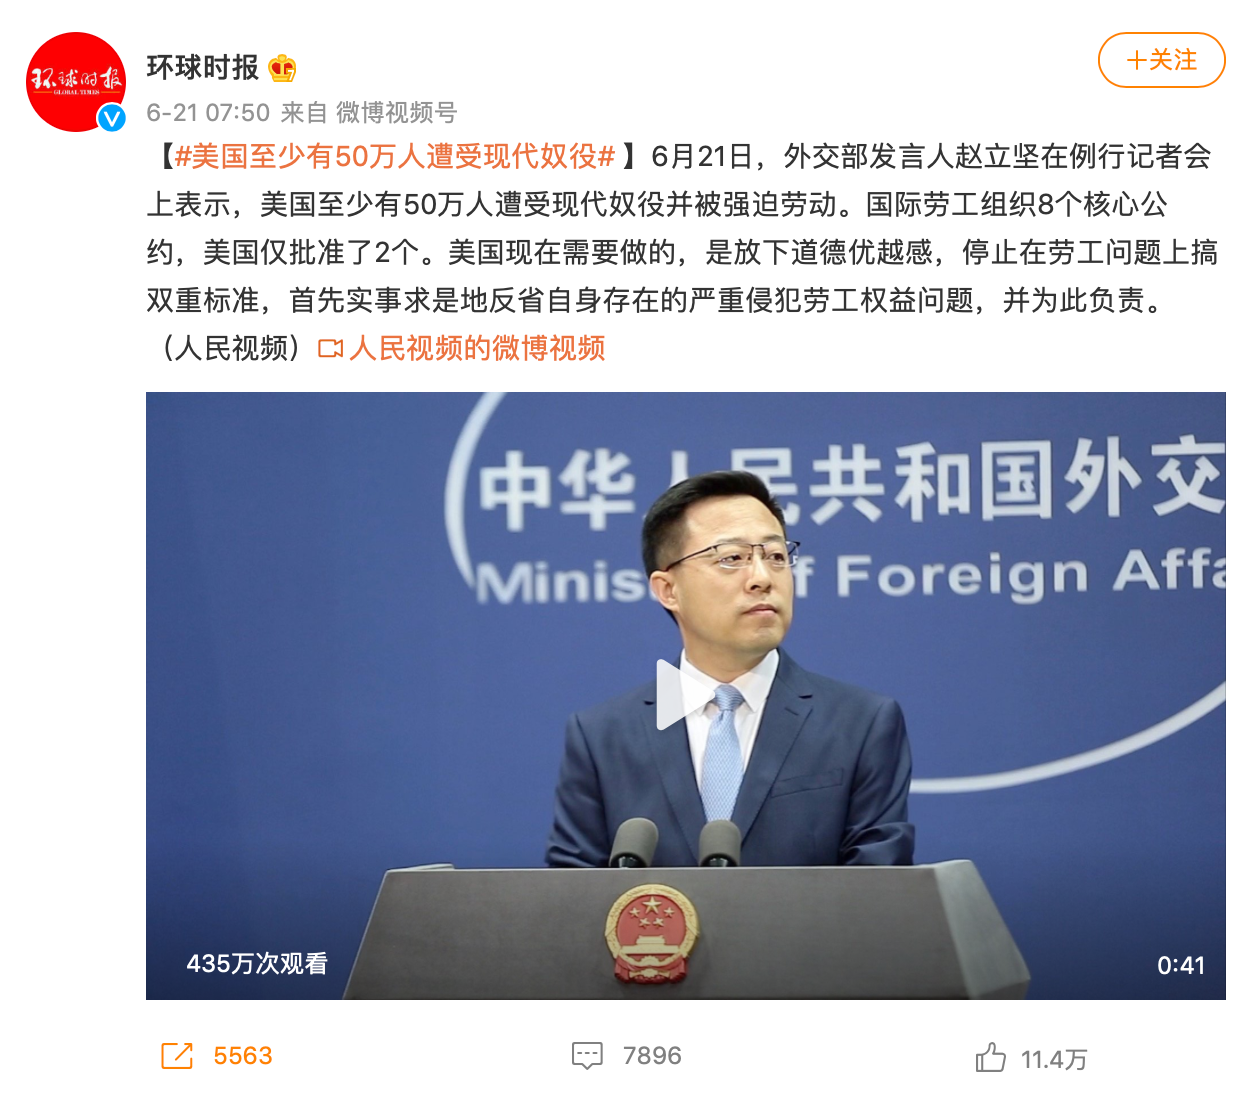 环球时报
GLOBAL TIMES
环球时报
+关注
6-21 07:50 来自 微博视频号
【#美国至少有50万人遭受现代奴役#】6月21日，外交部发言人赵立坚在例行记者会
上表示，美国至少有50万人遭受现代奴役并被强迫劳动。国际劳工组织8个核心公
约，美国仅批准了2个。美国现在需要做的，是放下道德优越感，停止在劳工问题上搞
双重标准，首先实事求是地反省自身存在的严重侵犯劳工权益问题，并为此负责。
（人民视频）人民视频的微博视频
中华人民共和国外交
Minis f Foreign Affa
435万次观看
0:41
5563
7896
11.4万